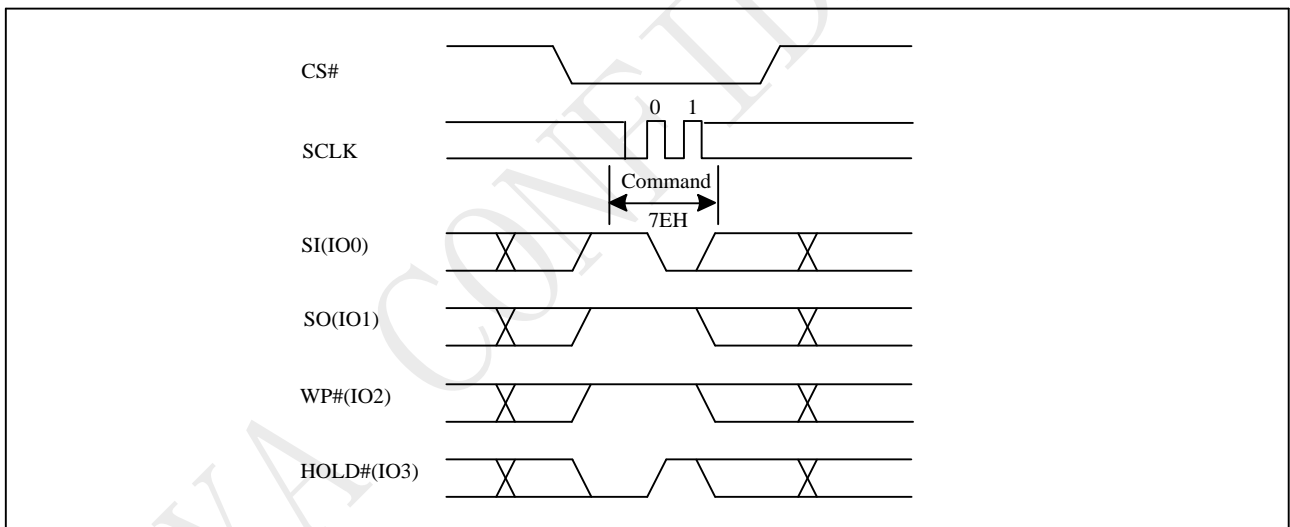 CS#
0 1
SCLK
Command
7EH
SI(IO0)
SO(IO1)
WP#(IO2)
HOLD#(IO3)